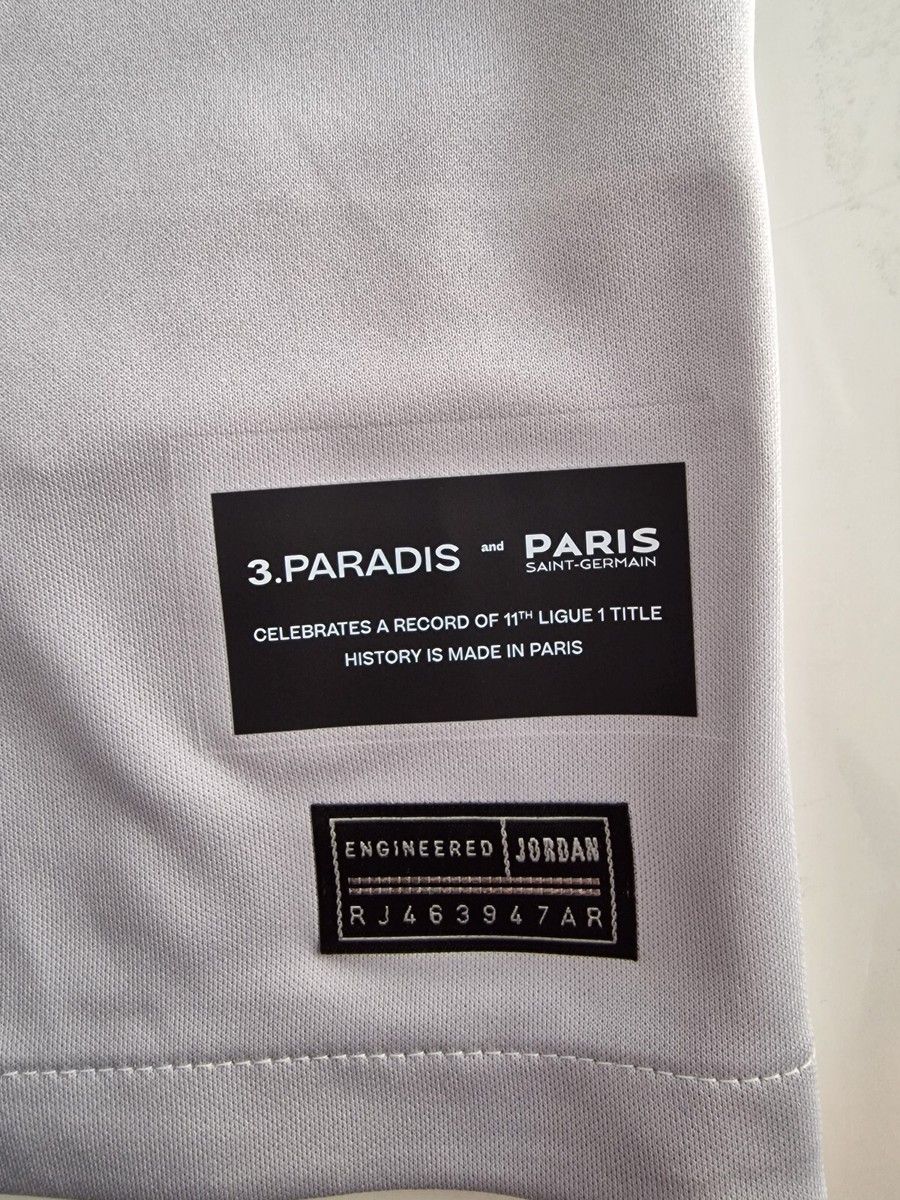 3.PARADIS and PARIS
SAINT-GERMAIN
CELEBRATES A RECORD OF 11TH LIGUE 1 TITLE
HISTORY IS MADE IN PARIS
ENGINEERED JORDAN
RJ463947AR